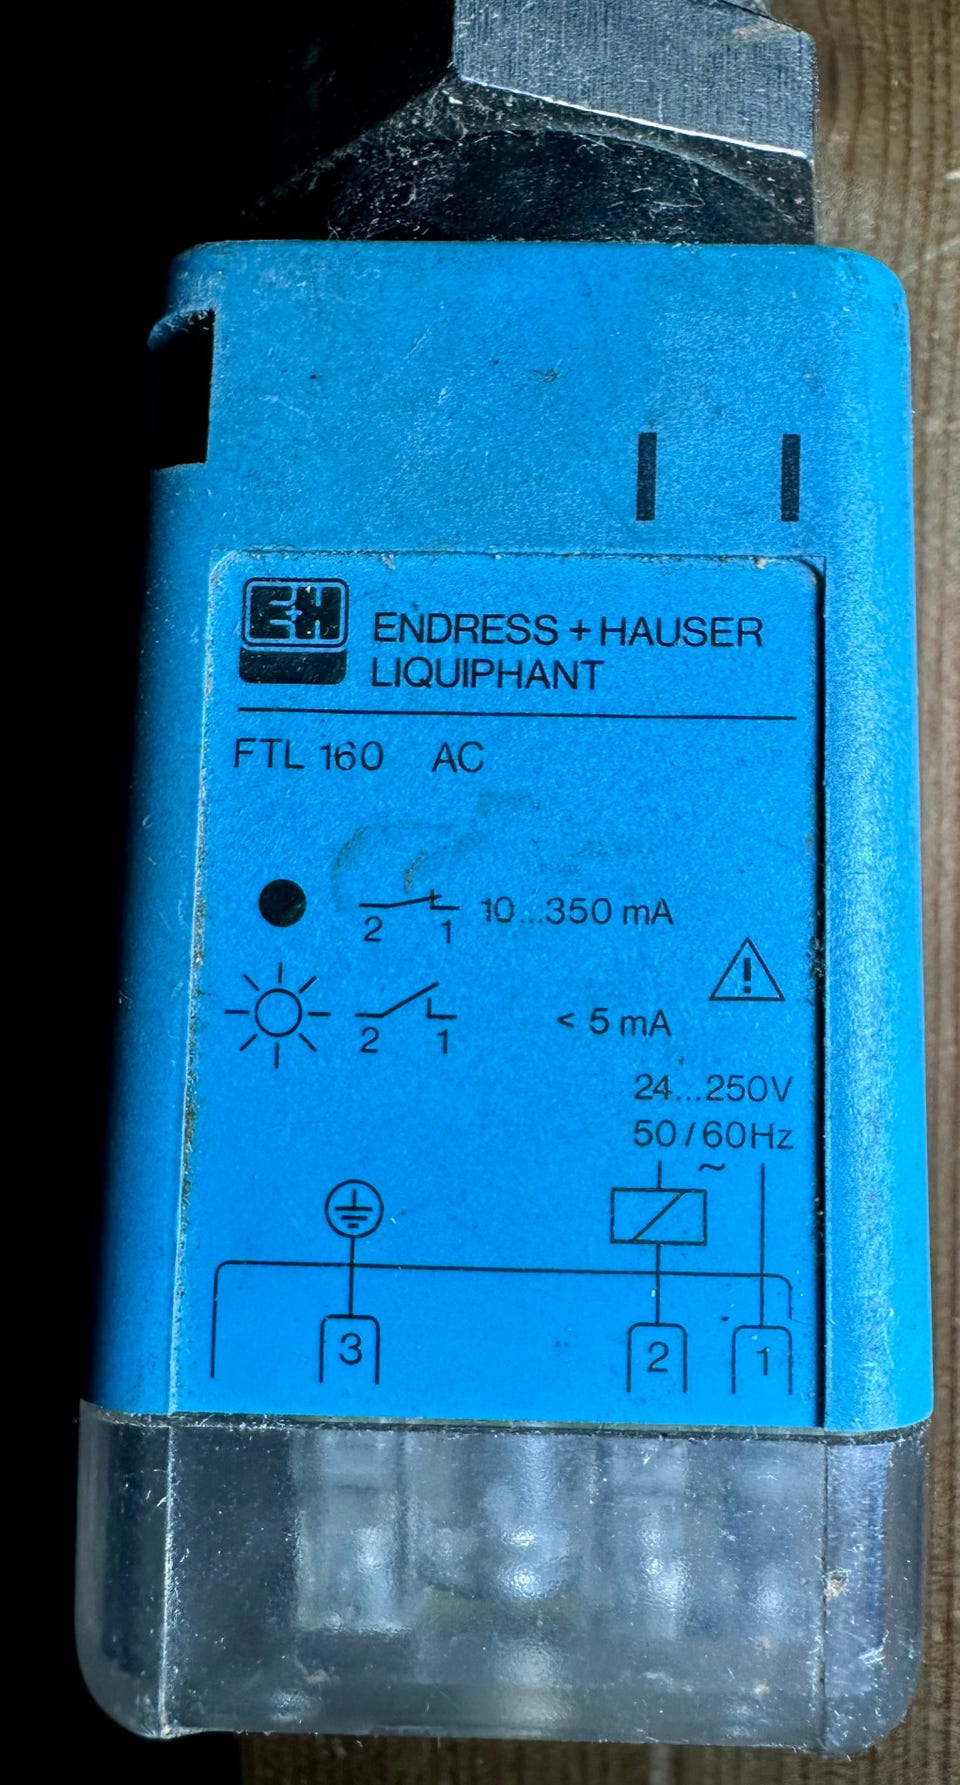 E+H
ENDRESS + HAUSER
LIQUIPHANT
FTL 160 AC
2 1 10...350 mA
!
2 1 < 5 mA
24...250V
50/60Hz
~
3 2 1